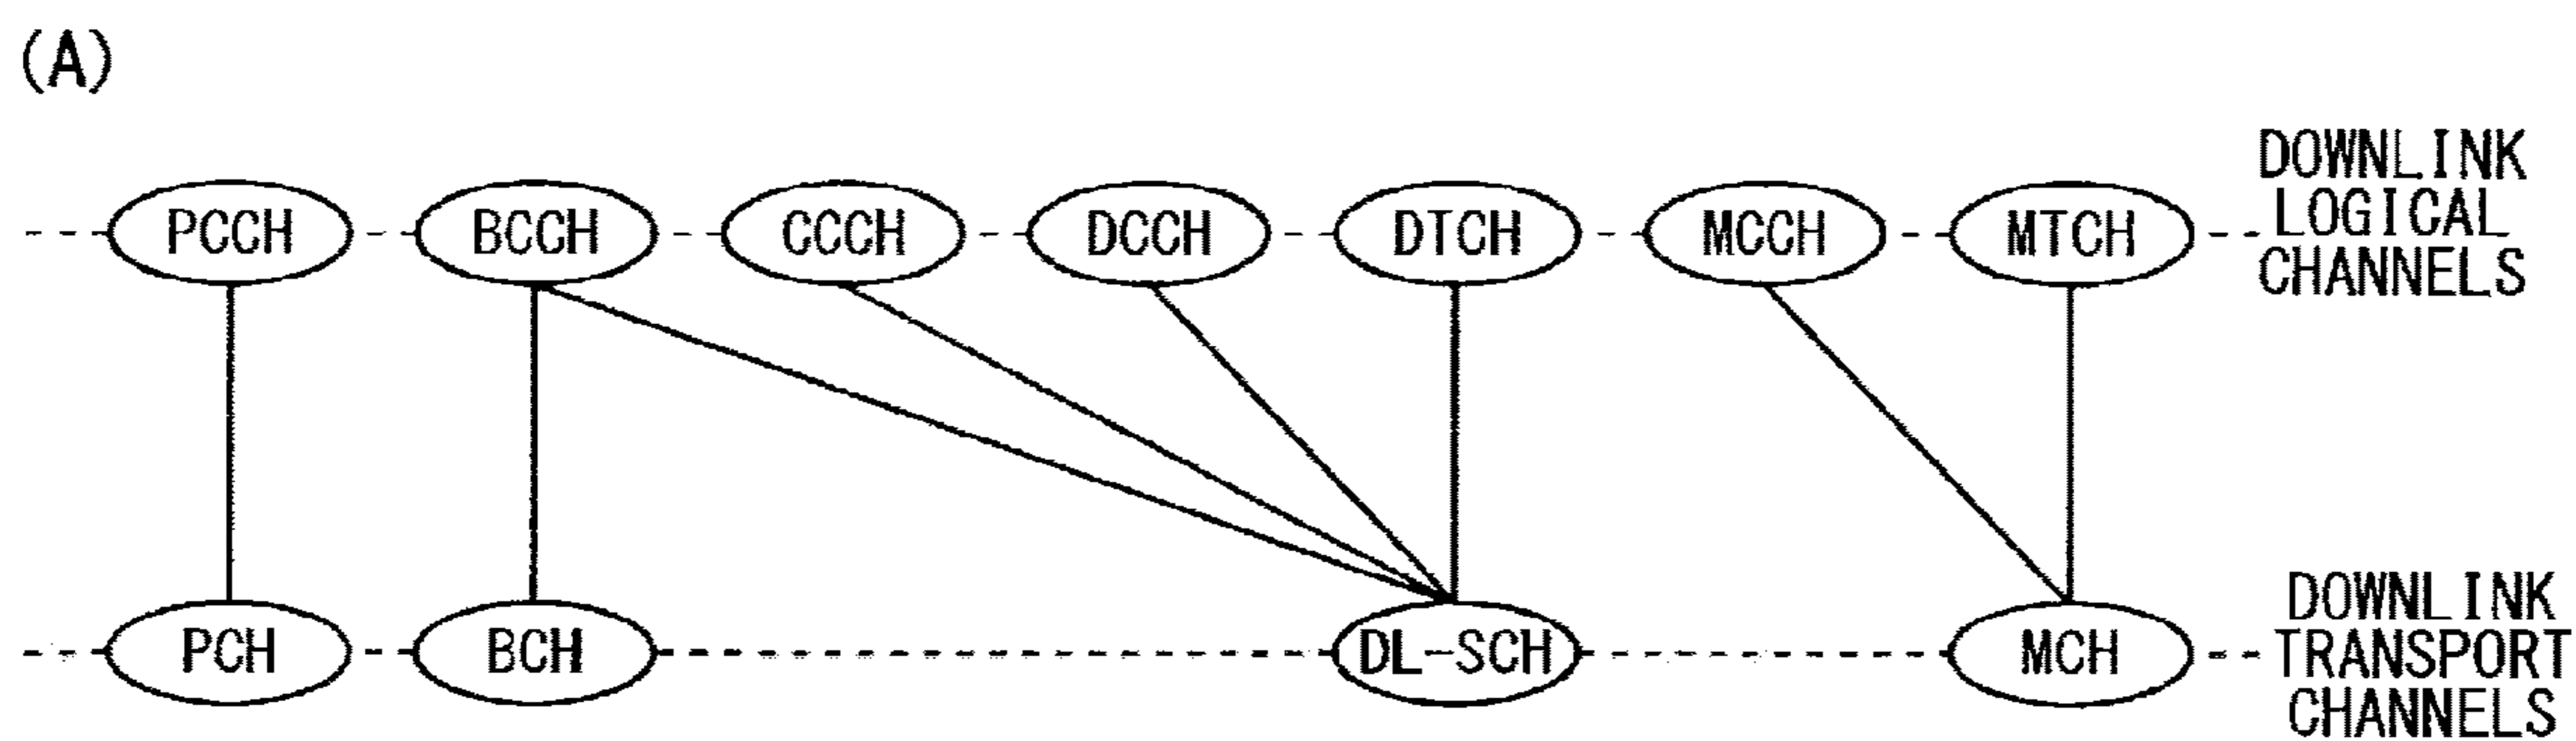 (A)
PCCH BCCH CCCH DCCH DTCH MCCH MTCH
DOWNLINK
LOGICAL
CHANNELS
PCH BCH DL-SCH MCH
DOWNLINK
TRANSPORT
CHANNELS